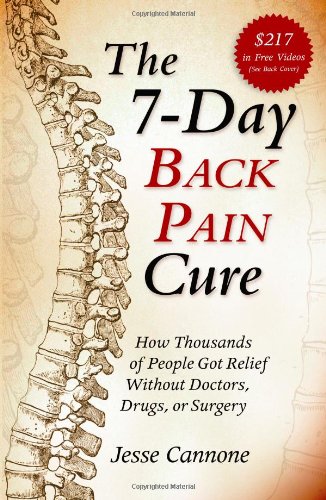 $217
in Free Videos
(See Back Cover)
The
7-Day
BACK
PAIN
Cure
How Thousands
of People Got Relief
Without Doctors,
Drugs, or Surgery
Jesse Cannone